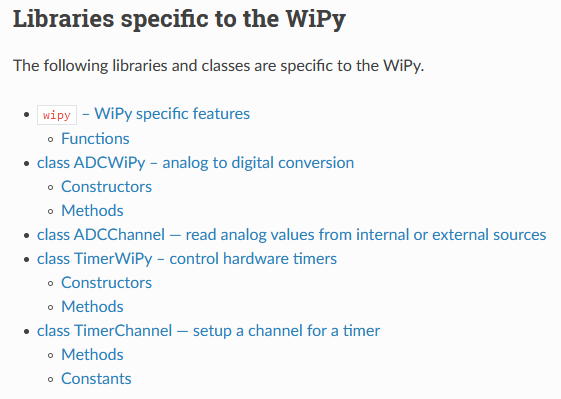 Libraries specific to the WiPy
The following libraries and classes are specific to the WiPy.
wipy – WiPy specific features
Functions
class ADCWiPy – analog to digital conversion
Constructors
Methods
class ADCChannel — read analog values from internal or external sources
class TimerWiPy – control hardware timers
Constructors
Methods
class TimerChannel — setup a channel for a timer
Methods
Constants